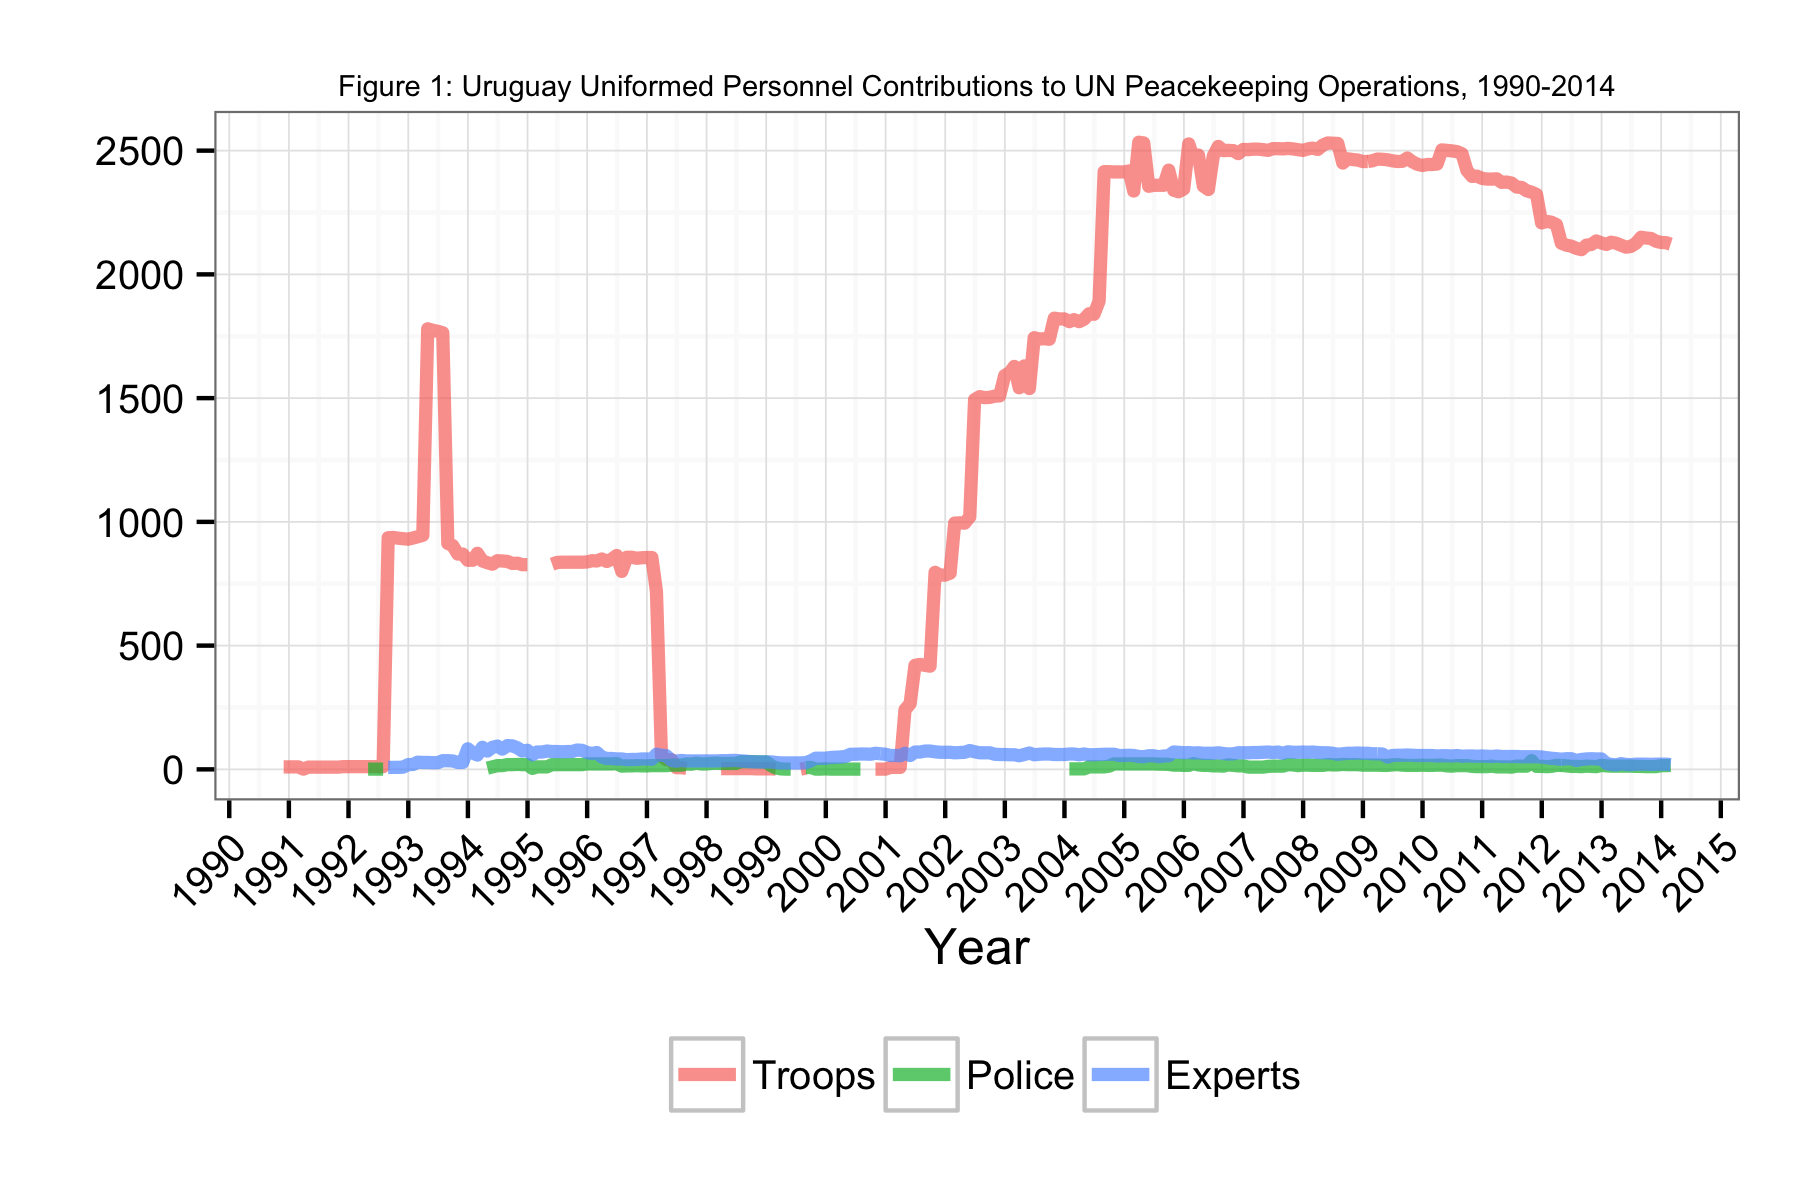 Figure 1: Uruguay Uniformed Personnel Contributions to UN Peacekeeping Operations, 1990-2014
2500
2000
1500
1000
500
0
1990 1991 1992 1993 1994 1995 1996 1997 1998 1999 2000 2001 2002 2003 2004 2005 2006 2007 2008 2009 2010 2011 2012 2013 2014 2015
Year
Troops Police Experts